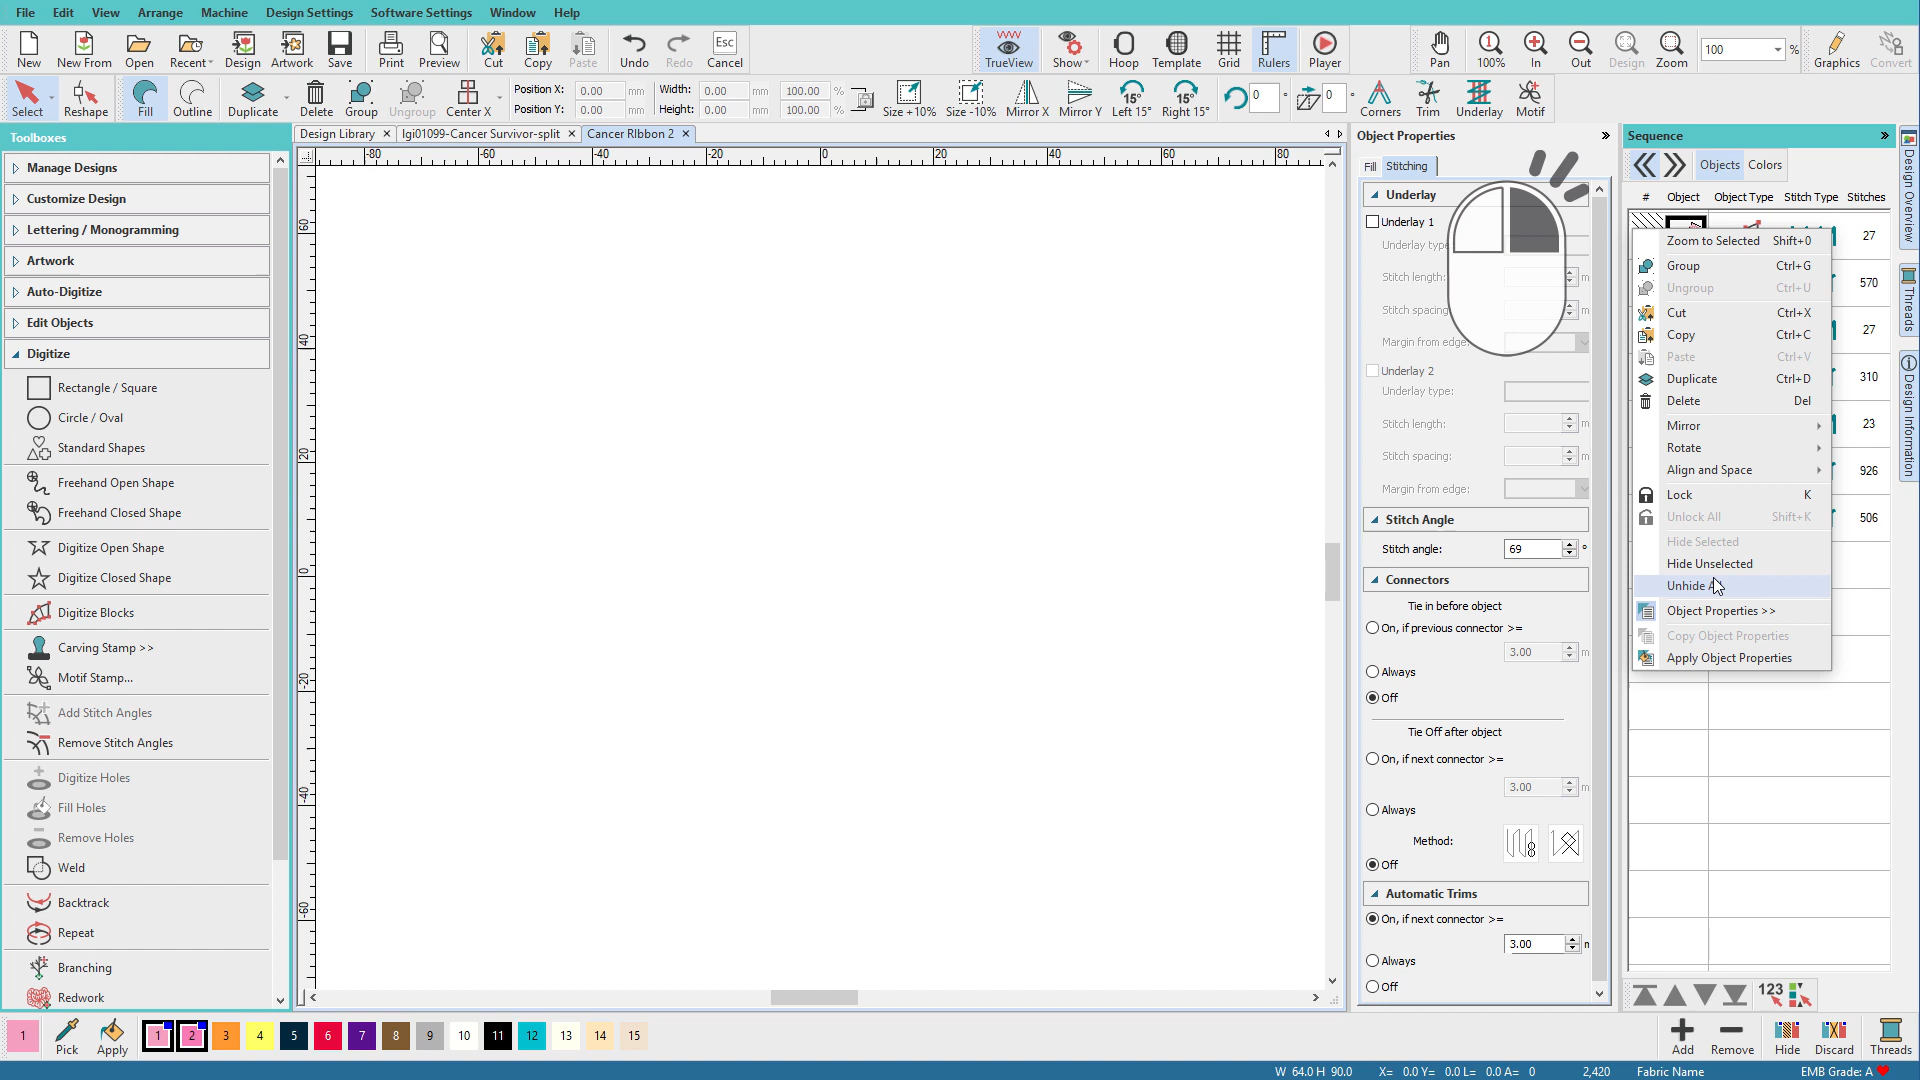 File Edit View Arrange Machine Design Settings Software Settings Window Help
New New From Open Recent Design Artwork Save Print Preview Cut Copy Paste Undo Redo Esc Cancel TrueView Show Hoop Template Grid Rulers Player Pan 1 100% In Out Design Zoom 100 % Graphics Convert
Select Reshape Fill Outline Duplicate Delete Group Ungroup Center X Position X: 0.00 mm Width: 0.00 mm 100.00 % Size +10% Size -10% Mirror X Mirror Y 15° Left 15° 15° Right 15° 0 ° 0 ° Corners Trim Underlay Motif
Position Y: 0.00 mm Height: 0.00 mm 100.00 %
Toolboxes
Manage Designs
Customize Design
Lettering / Monogramming
Artwork
Auto-Digitize
Edit Objects
Digitize
Rectangle / Square
Circle / Oval
Standard Shapes
Freehand Open Shape
Freehand Closed Shape
Digitize Open Shape
Digitize Closed Shape
Digitize Blocks
Carving Stamp >>
Motif Stamp...
Add Stitch Angles
Remove Stitch Angles
Digitize Holes
Fill Holes
Remove Holes
Weld
Backtrack
Repeat
Branching
Redwork
Design Library × lgi01099-Cancer Survivor-split × Cancer RIbbon 2 ×
-80 -60 -40 -20 0 20 40 60 80
60
40
20
0
-20
-40
-60
Object Properties »
Fill Stitching
Underlay
Underlay 1
Underlay type
Stitch length:
Stitch spacing
Margin from edge:
Underlay 2
Underlay type:
Stitch length: m
Stitch spacing: m
Margin from edge:
Stitch Angle
Stitch angle: 69 °
Connectors
Tie in before object
On, if previous connector >=
3.00 m
Always
Off
Tie Off after object
On, if next connector >=
3.00 m
Always
Method:
Off
Automatic Trims
On, if next connector >=
3.00
Always
Off
Sequence »
Objects Colors
# Object Object Type Stitch Type Stitches
27
570
27
310
23
926
506
Zoom to Selected Shift+0
Group Ctrl+G
Ungroup Ctrl+U
Cut Ctrl+X
Copy Ctrl+C
Paste Ctrl+V
Duplicate Ctrl+D
Delete Del
Mirror
Rotate
Align and Space
Lock K
Unlock All Shift+K
Hide Selected
Hide Unselected
Unhide
Object Properties >>
Copy Object Properties
Apply Object Properties
123
Design Overview
Threads
Design Information
1 Pick Apply 1 2 3 4 5 6 7 8 9 10 11 12 13 14 15 Add Remove Hide Discard Threads
W 64.0 H 90.0 X= 0.0 Y= 0.0 L= 0.0 A= 0 2,420 Fabric Name EMB Grade: A